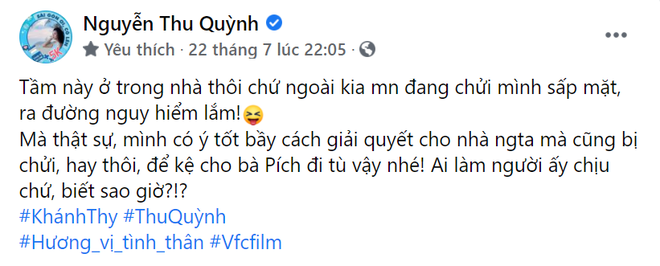 Nguyễn Thu Quỳnh
Yêu thích · 22 tháng 7 lúc 22:05 ·
Tầm này ở trong nhà thôi chứ ngoài kia mn đang chửi mình sấp mặt,
ra đường nguy hiểm lắm!😝
Mà thật sự, mình có ý tốt bầy cách giải quyết cho nhà ngta mà cũng bị
chửi, hay thôi, để kệ cho bà Pích đi tù vậy nhé! Ai làm người ấy chịu
chứ, biết sao giờ?!?
#KhánhThy #ThuQuỳnh
#Hương_vị_tình_thân #Vfcfilm